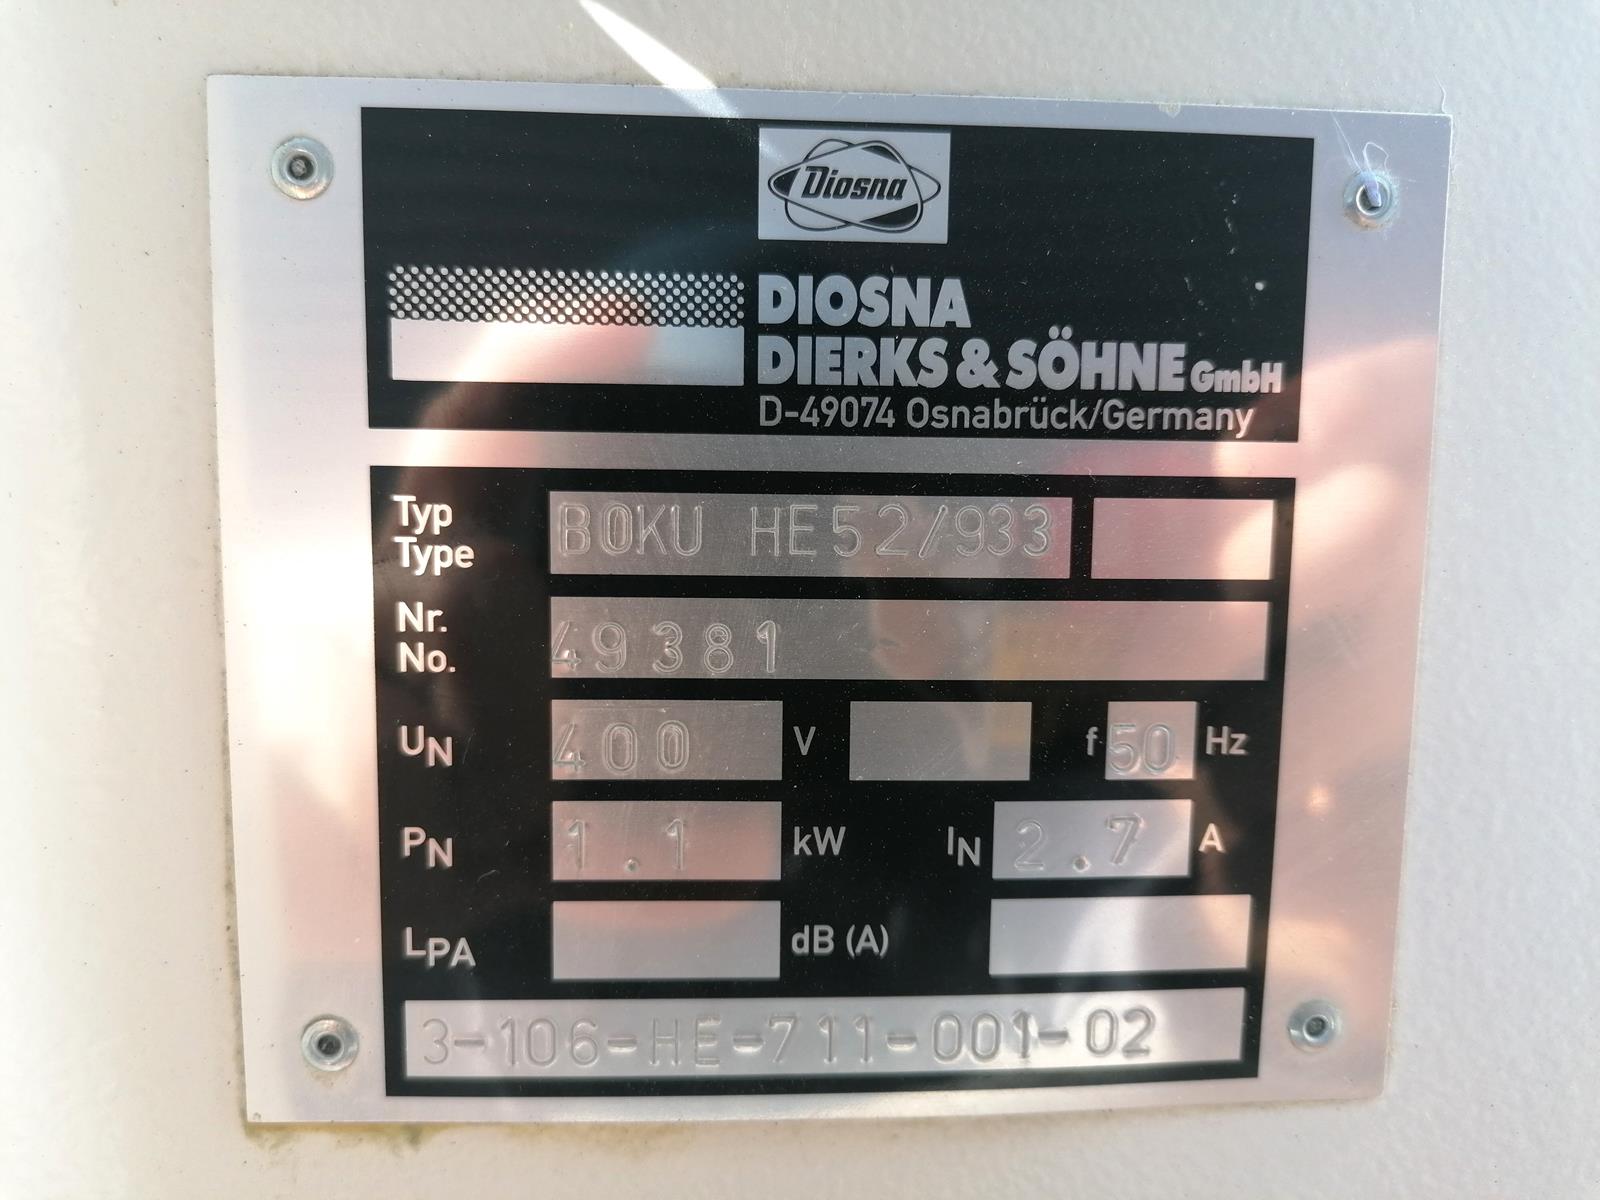 Diosna
DIOSNA
DIERKS & SÖHNE GmbH
D-49074 Osnabrück/Germany
Typ
Type
BOKU HE52/933
Nr.
No.
49381
UN 400 V f 50 Hz
PN 1.1 kW IN 2.7 A
LPA dB (A)
3-106-HE-711-001-02